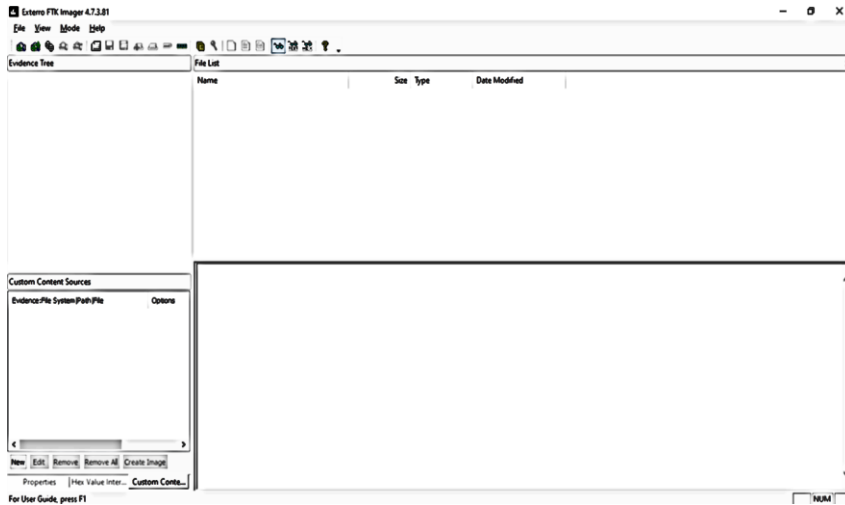 Exterro FTK Imager 4.7.3.81
File View Mode Help
Evidence Tree
File List
Name Size Type Date Modified
Custom Content Sources
Evidence:File System|Path|File Options
New Edit Remove Remove All Create Image
Properties Hex Value Inter... Custom Conte...
For User Guide, press F1
NUM